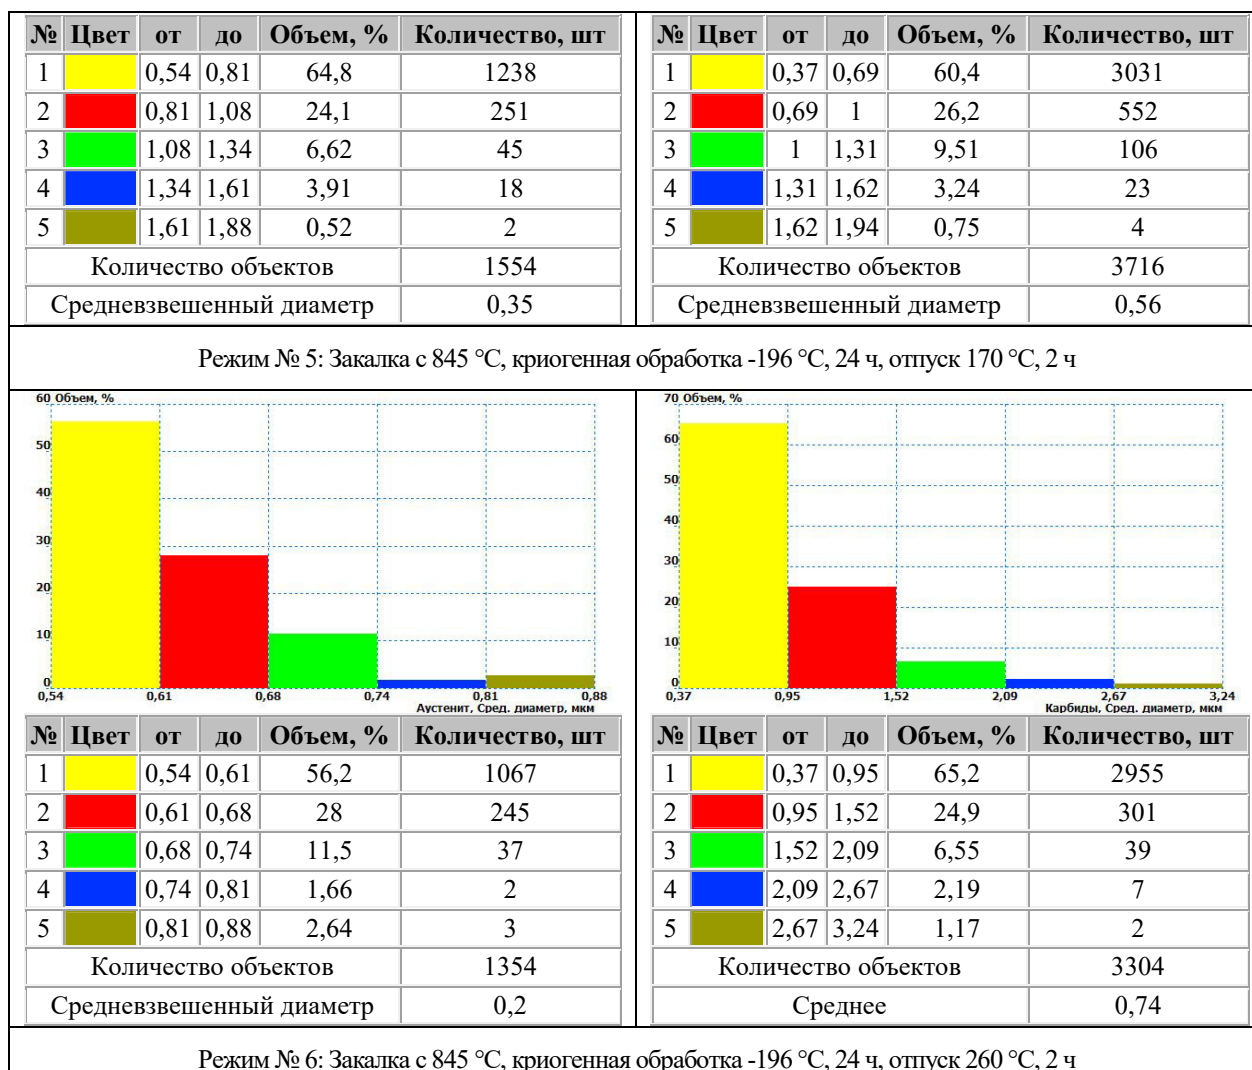 № Цвет от до Объем, % Количество, шт
1 0,54 0,81 64,8 1238
2 0,81 1,08 24,1 251
3 1,08 1,34 6,62 45
4 1,34 1,61 3,91 18
5 1,61 1,88 0,52 2
Количество объектов 1554
Средневзвешенный диаметр 0,35
№ Цвет от до Объем, % Количество, шт
1 0,37 0,69 60,4 3031
2 0,69 1 26,2 552
3 1 1,31 9,51 106
4 1,31 1,62 3,24 23
5 1,62 1,94 0,75 4
Количество объектов 3716
Средневзвешенный диаметр 0,56
Режим № 5: Закалка с 845 °C, криогенная обработка -196 °C, 24 ч, отпуск 170 °C, 2 ч
60 Объем, %
50
40
30
20
10
0
0,54 0,61 0,68 0,74 0,81 0,88
Аустенит, Сред. диаметр, мкм
70 Объем, %
60
50
40
30
20
10
0
0,37 0,95 1,52 2,09 2,67 3,24
Карбиды, Сред. диаметр, мкм
№ Цвет от до Объем, % Количество, шт
1 0,54 0,61 56,2 1067
2 0,61 0,68 28 245
3 0,68 0,74 11,5 37
4 0,74 0,81 1,66 2
5 0,81 0,88 2,64 3
Количество объектов 1354
Средневзвешенный диаметр 0,2
№ Цвет от до Объем, % Количество, шт
1 0,37 0,95 65,2 2955
2 0,95 1,52 24,9 301
3 1,52 2,09 6,55 39
4 2,09 2,67 2,19 7
5 2,67 3,24 1,17 2
Количество объектов 3304
Среднее 0,74
Режим № 6: Закалка с 845 °C, криогенная обработка -196 °C, 24 ч, отпуск 260 °C, 2 ч